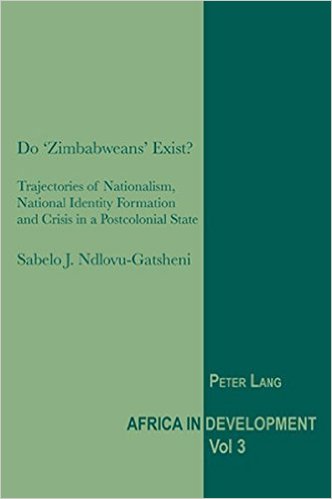 Do ‘Zimbabweans’ Exist?
Trajectories of Nationalism,
National Identity Formation
and Crisis in a Postcolonial State
Sabelo J. Ndlovu-Gatsheni
PETER LANG
AFRICA IN DEVELOPMENT
Vol 3